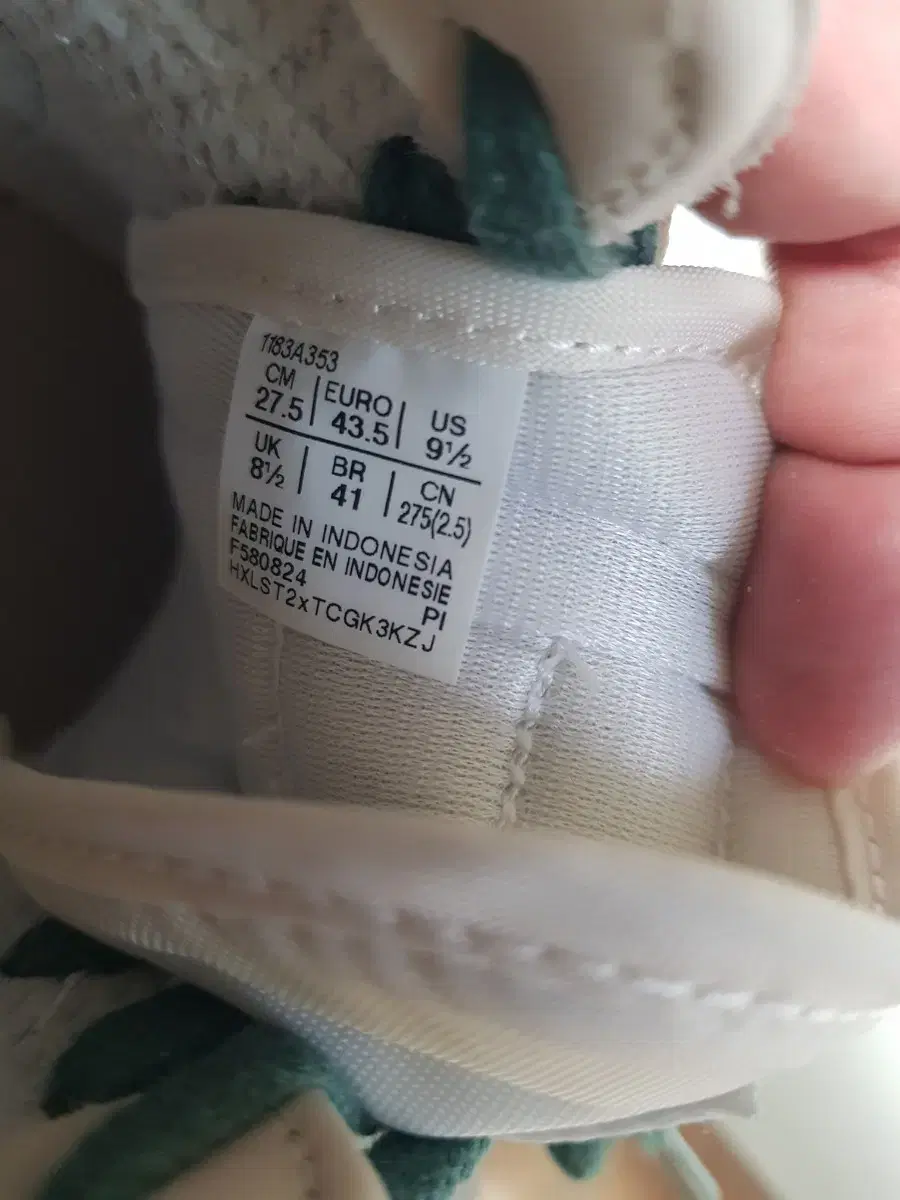 1183A353
CM | EURO | US
27.5 | 43.5 | 9½
UK | BR | CN
8½ | 41 | 275(2.5)
MADE IN INDONESIA
FABRIQUE EN INDONESIE
F580824 PI
HXLST2xTCGK3KZJ